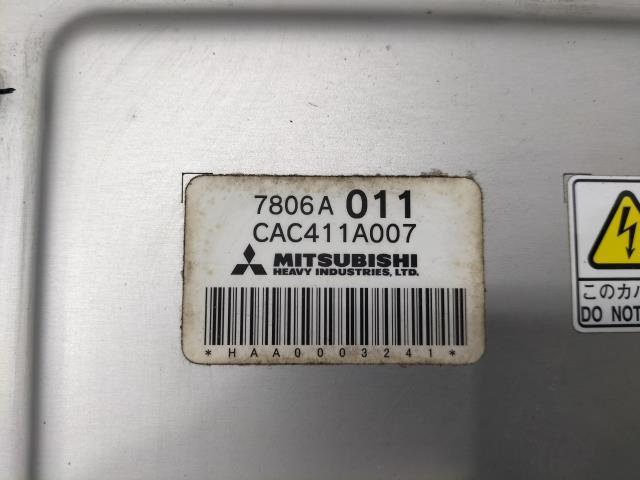 7806A 011
CAC411A007
MITSUBISHI
HEAVY INDUSTRIES, LTD.
*HAA0003241*
このカバ
DO NOT